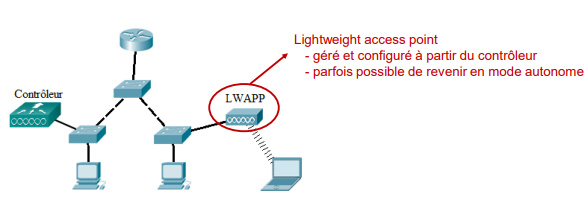 Lightweight access point
- géré et configuré à partir du contrôleur
- parfois possible de revenir en mode autonome
LWAPP
Contrôleur